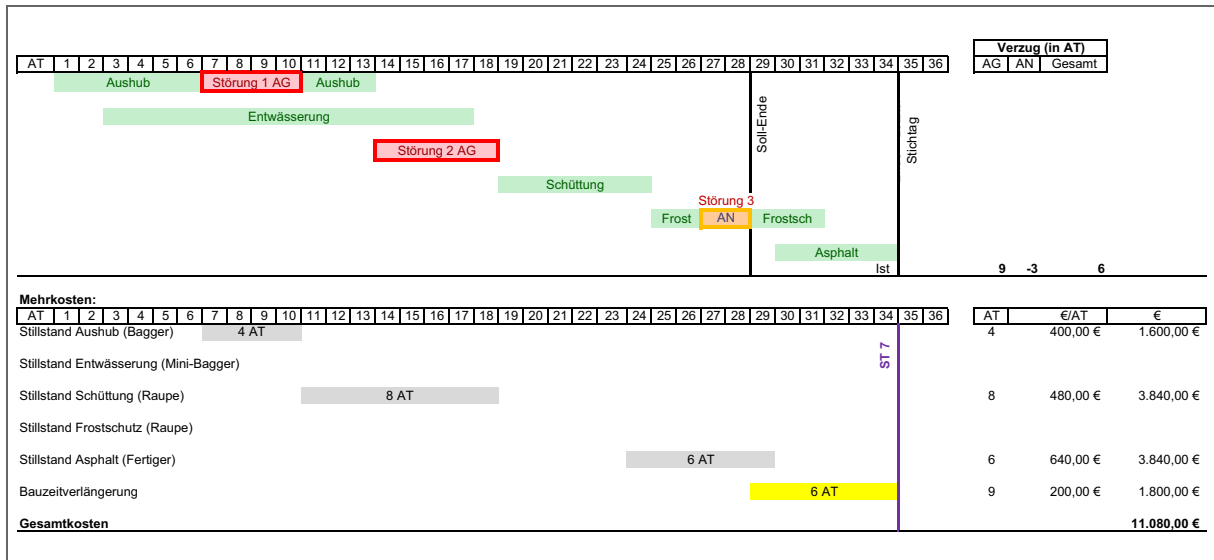 Verzug (in AT)
AT 1 2 3 4 5 6 7 8 9 10 11 12 13 14 15 16 17 18 19 20 21 22 23 24 25 26 27 28 29 30 31 32 33 34 35 36 AG AN Gesamt
Aushub Störung 1 AG Aushub
Entwässerung
Soll-Ende
Stichtag
Störung 2 AG
Schüttung
Störung 3
Frost AN Frostsch
Asphalt
Ist 9 -3 6
Mehrkosten:
AT 1 2 3 4 5 6 7 8 9 10 11 12 13 14 15 16 17 18 19 20 21 22 23 24 25 26 27 28 29 30 31 32 33 34 35 36 AT €/AT €
Stillstand Aushub (Bagger) 4 AT 4 400,00 € 1.600,00 €
ST 7
Stillstand Entwässerung (Mini-Bagger)
Stillstand Schüttung (Raupe) 8 AT 8 480,00 € 3.840,00 €
Stillstand Frostschutz (Raupe)
Stillstand Asphalt (Fertiger) 6 AT 6 640,00 € 3.840,00 €
Bauzeitverlängerung 6 AT 9 200,00 € 1.800,00 €
Gesamtkosten 11.080,00 €